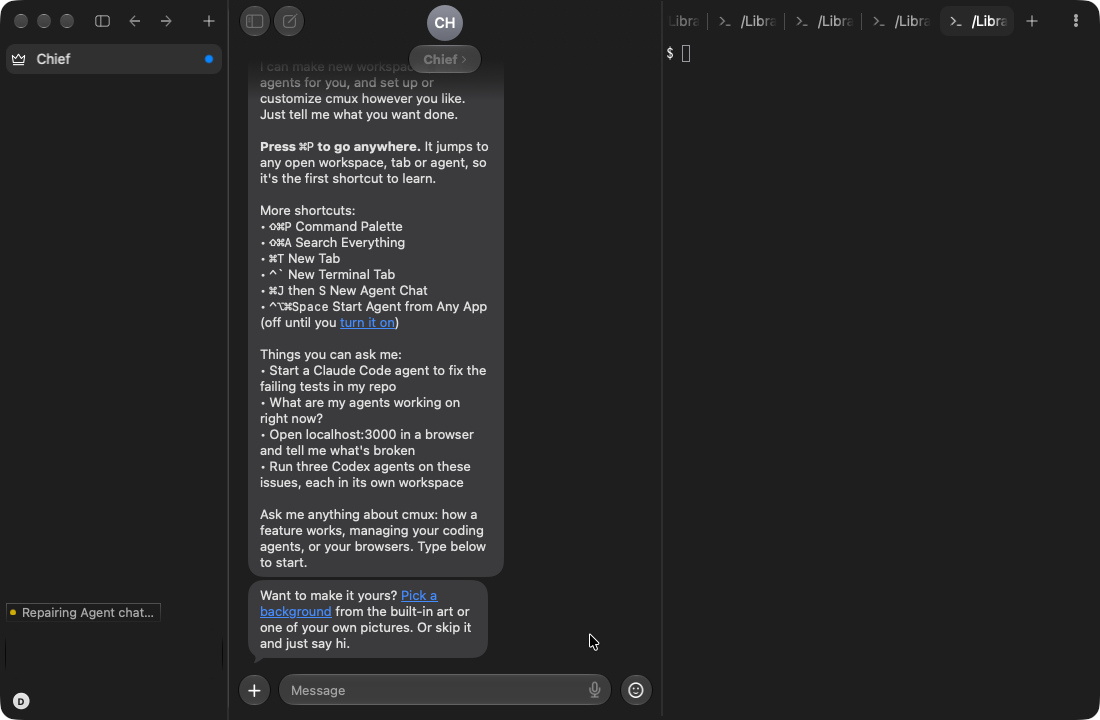 Chief
Repairing Agent chat...
D
CH
Chief
I can make new
agents for you, and set up or
customize cmux however you like.
Just tell me what you want done.
Press ⌘P to go anywhere. It jumps to
any open workspace, tab or agent, so
it's the first shortcut to learn.
More shortcuts:
• ⇧⌘P Command Palette
• ⇧⌘A Search Everything
• ⌘T New Tab
• ^` New Terminal Tab
• ⌘J then S New Agent Chat
• ^⌥⌘Space Start Agent from Any App
(off until you turn it on)
Things you can ask me:
• Start a Claude Code agent to fix the
failing tests in my repo
• What are my agents working on
right now?
• Open localhost:3000 in a browser
and tell me what's broken
• Run three Codex agents on these
issues, each in its own workspace
Ask me anything about cmux: how a
feature works, managing your coding
agents, or your browsers. Type below
to start.
Want to make it yours? Pick a
background from the built-in art or
one of your own pictures. Or skip it
and just say hi.
Message
Libra >_ /Libra >_ /Libra >_ /Libra >_ /Libra
$